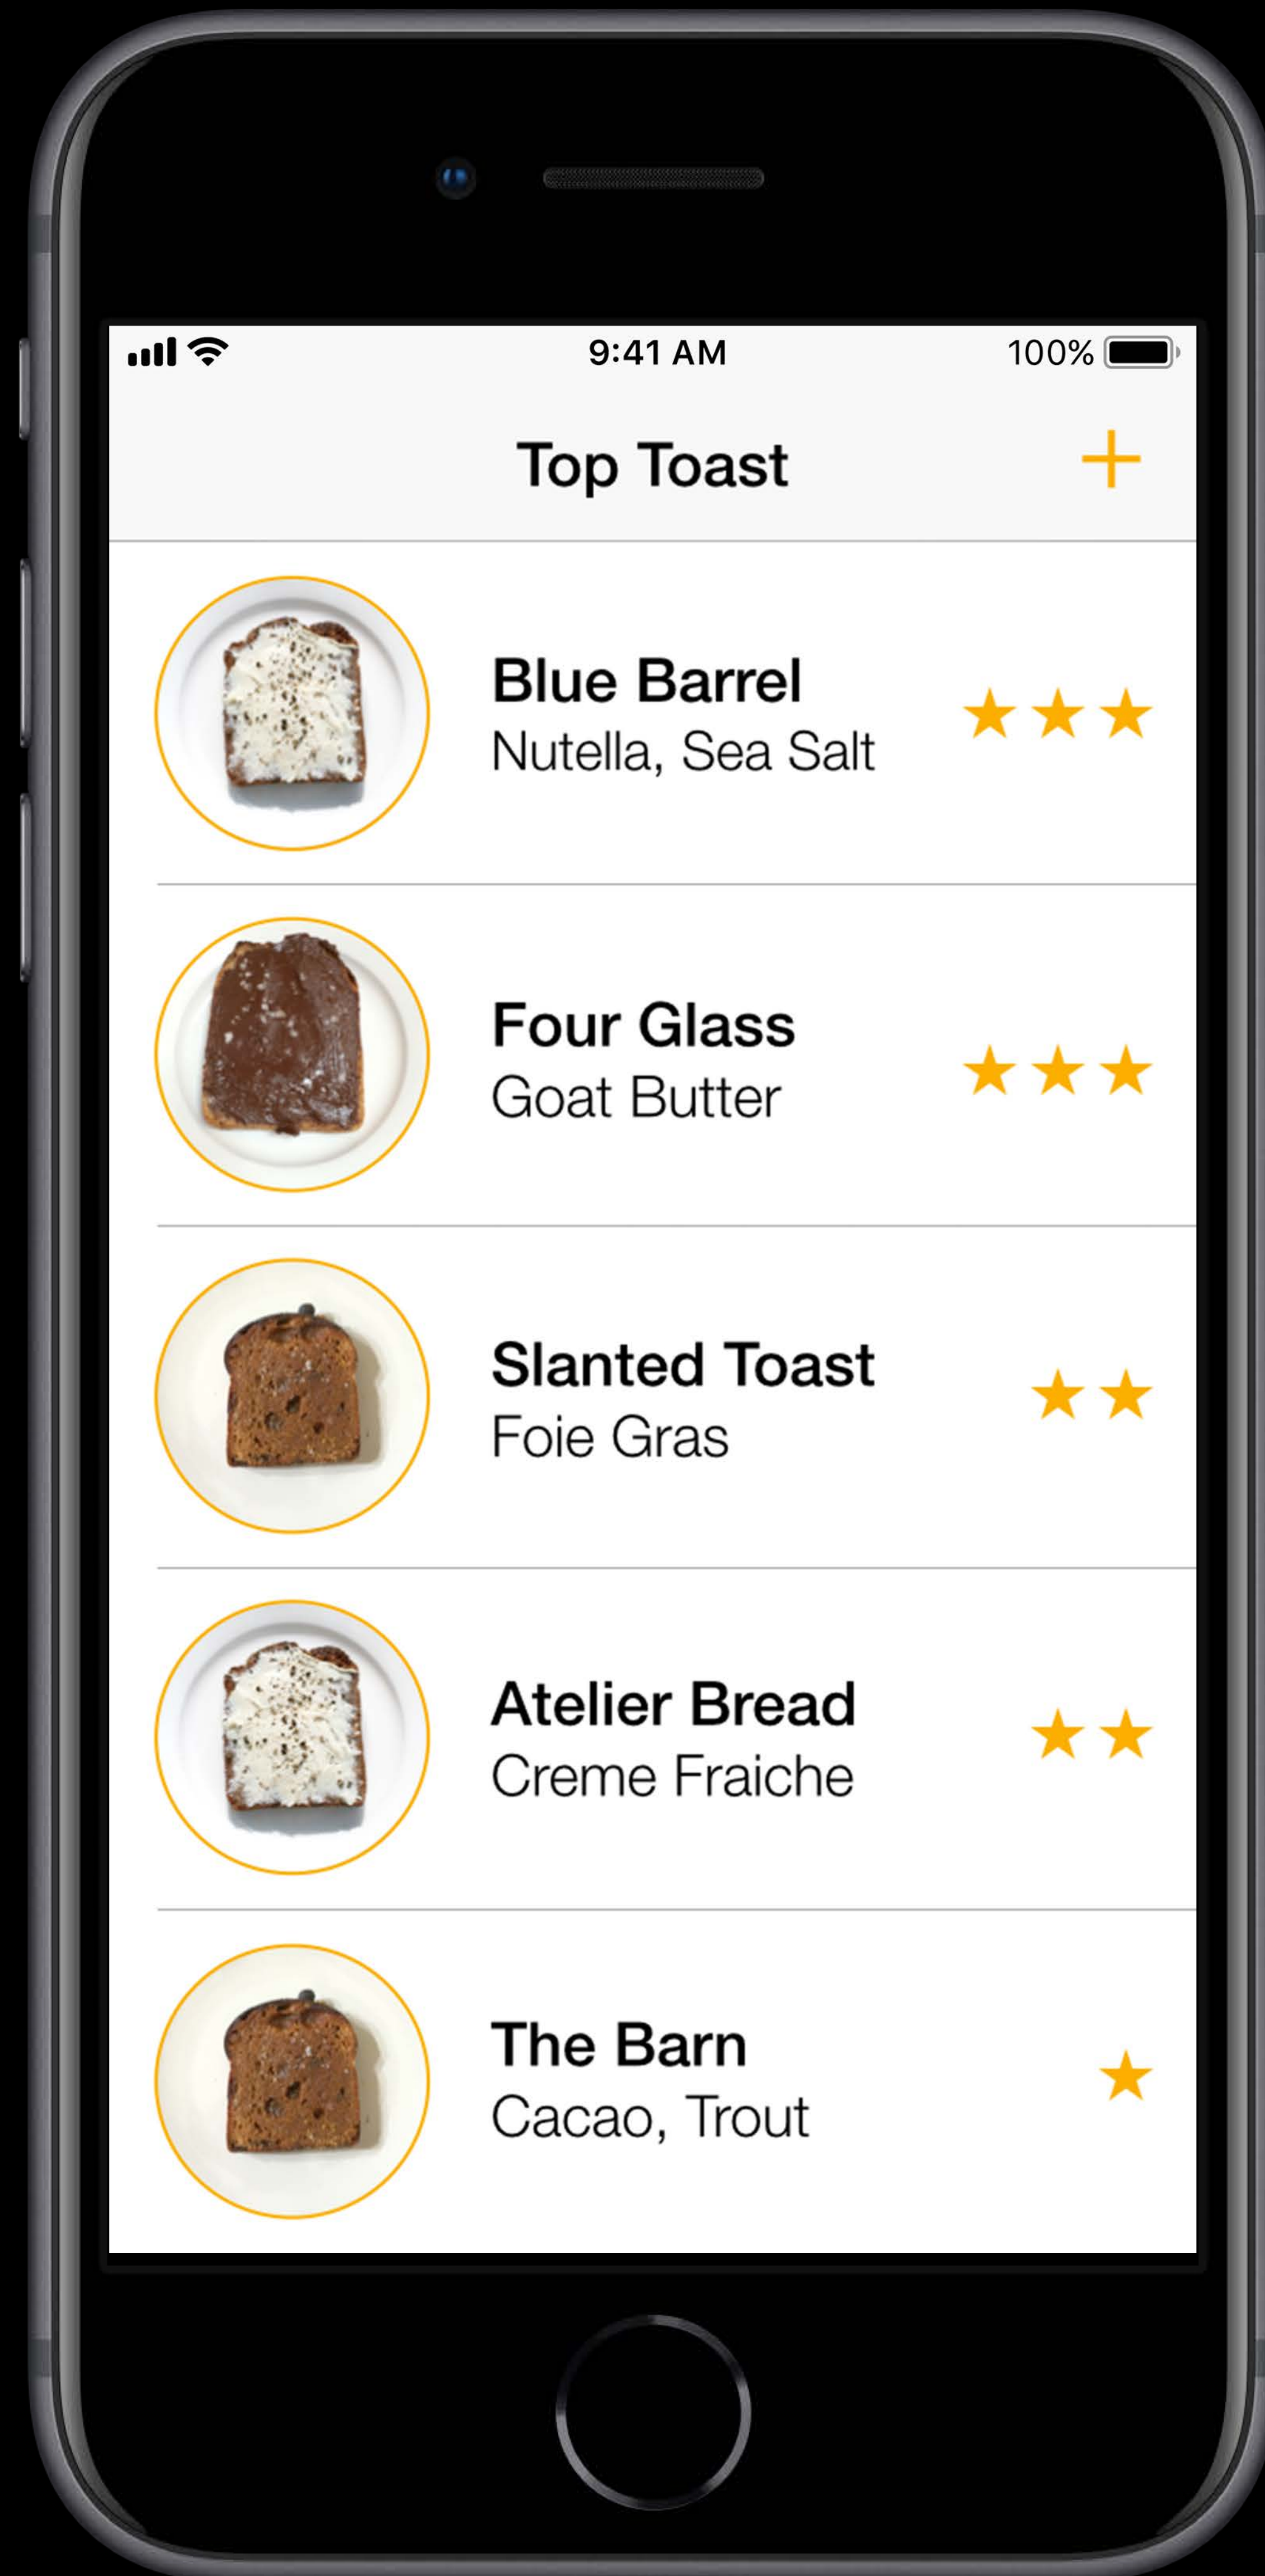 9:41 AM 100%
Top Toast +
Blue Barrel
Nutella, Sea Salt
★★★
Four Glass
Goat Butter
★★★
Slanted Toast
Foie Gras
★★
Atelier Bread
Creme Fraiche
★★
The Barn
Cacao, Trout
★